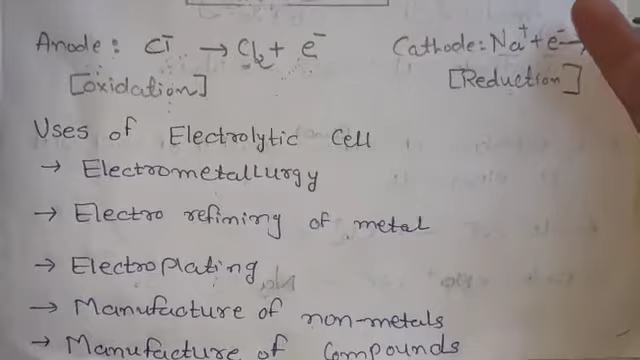 Anode: Cl⁻ → Cl₂ + e⁻ Cathode: Na⁺ + e⁻ →
[Oxidation] [Reduction]
Uses of Electrolytic Cell
→ Electrometallurgy
→ Electro refining of metal
→ Electroplating
→ Manufacture of non-metals
→ Manufacture of Compounds